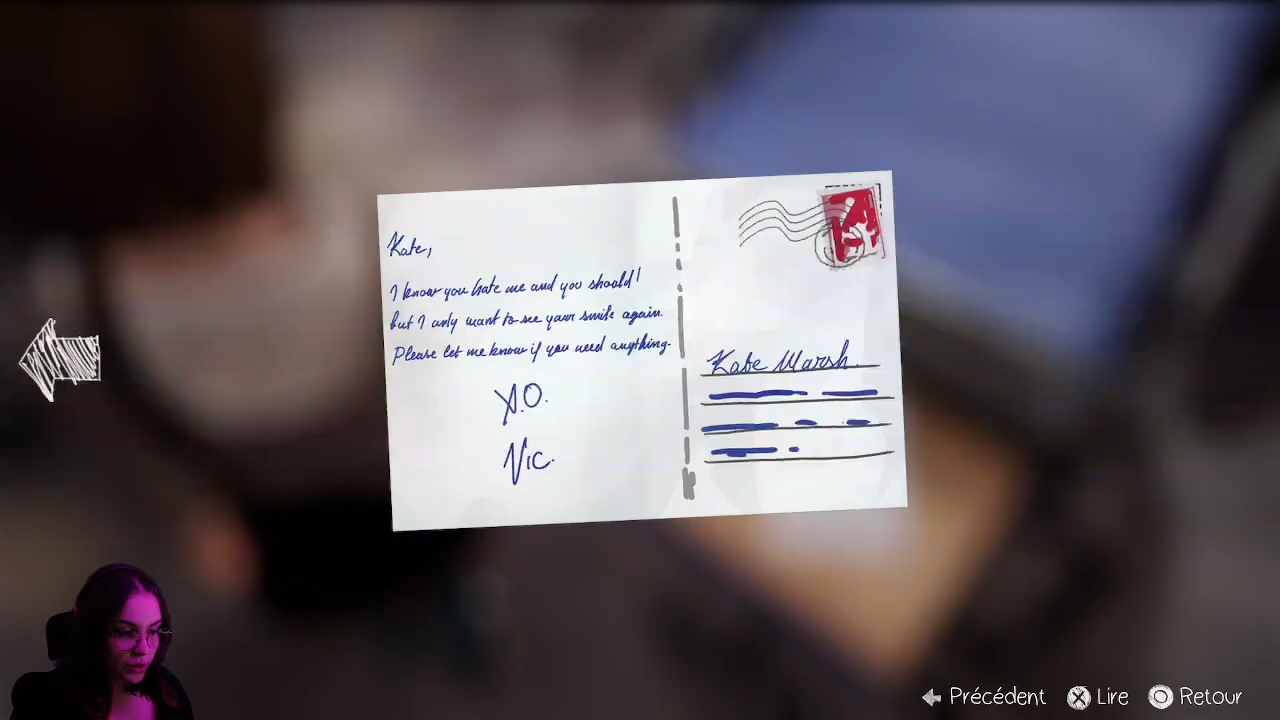 Kate,
I know you hate me and you should!
but I only want to see your smile again.
Please let me know if you need anything.
X.O.
Vic.
Kate Marsh
Précédent
Lire
Retour